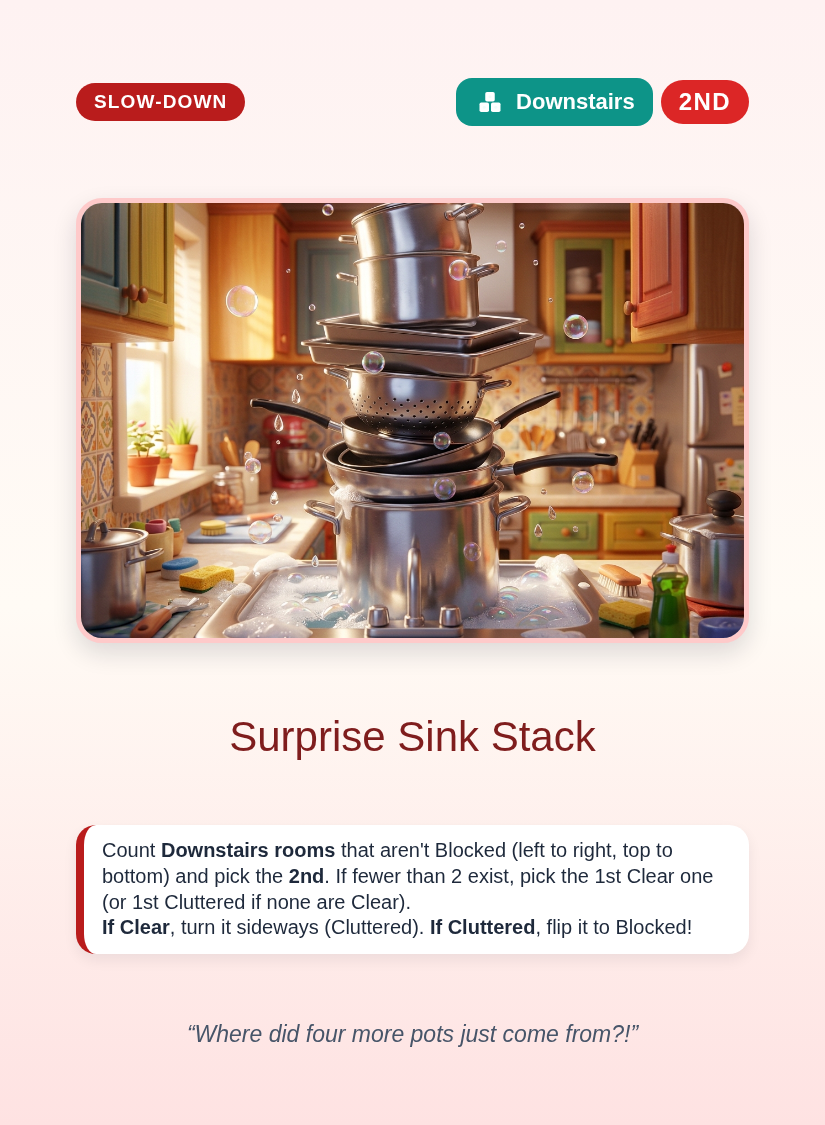 SLOW-DOWN
Downstairs
2ND
Surprise Sink Stack
Count Downstairs rooms that aren't Blocked (left to right, top to
bottom) and pick the 2nd. If fewer than 2 exist, pick the 1st Clear one
(or 1st Cluttered if none are Clear).
If Clear, turn it sideways (Cluttered). If Cluttered, flip it to Blocked!
“Where did four more pots just come from?!”